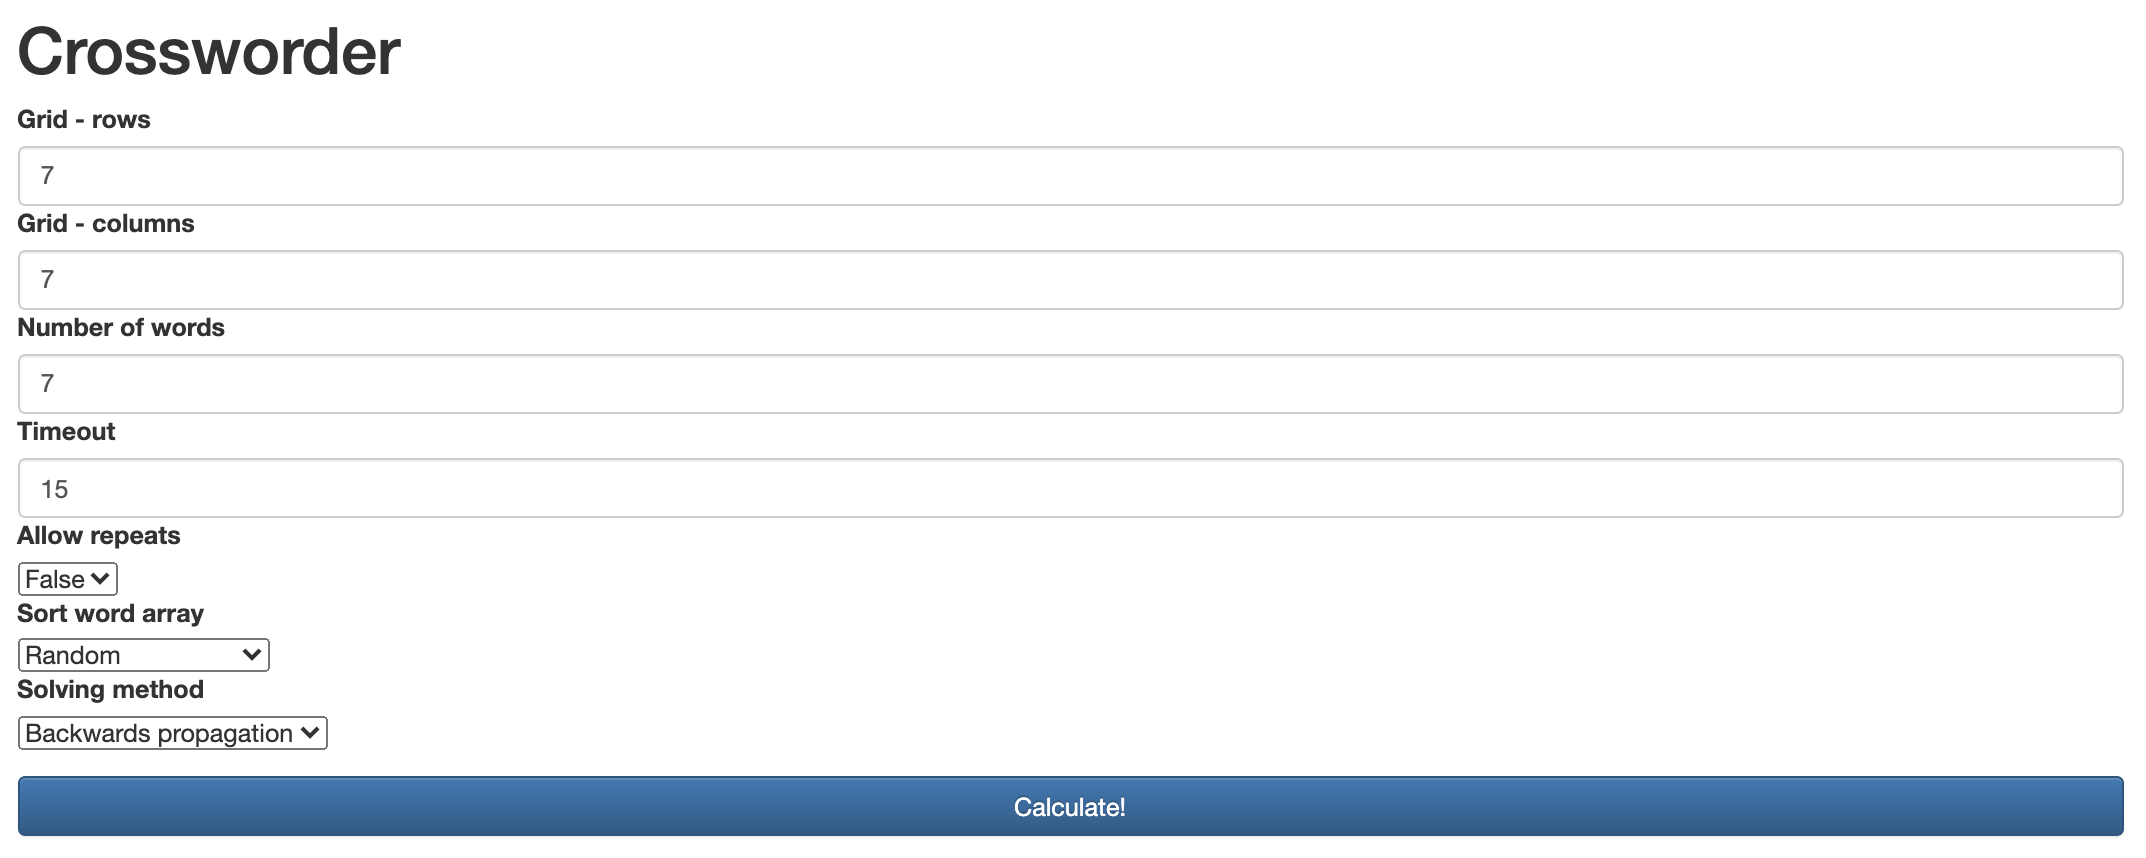 Crossworder
Grid - rows
7
Grid - columns
7
Number of words
7
Timeout
15
Allow repeats
False
Sort word array
Random
Solving method
Backwards propagation
Calculate!